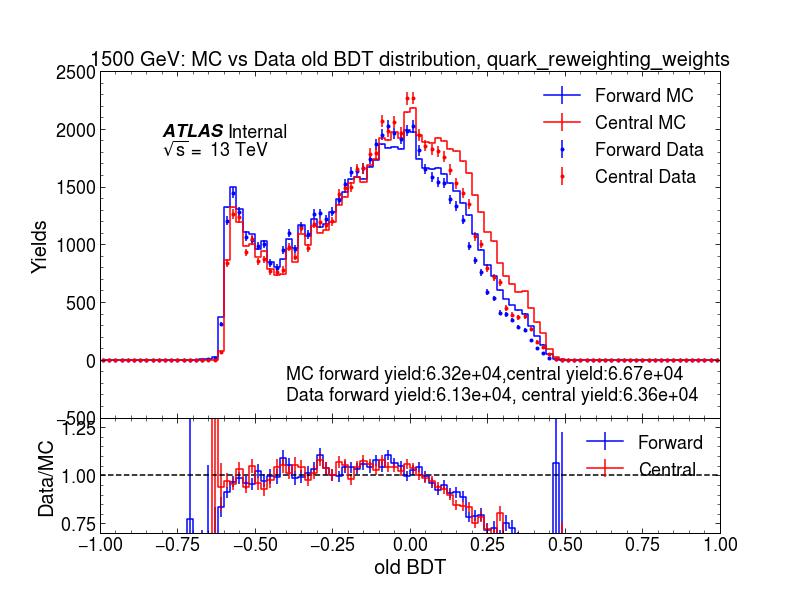 1500 GeV: MC vs Data old BDT distribution, quark_reweighting_weights
2500
2000
1500
1000
500
0
−500
Yields
ATLAS Internal
√s = 13 TeV
Forward MC
Central MC
Forward Data
Central Data
MC forward yield:6.32e+04,central yield:6.67e+04
Data forward yield:6.13e+04, central yield:6.36e+04
1.25
1.00
0.75
Data/MC
Forward
Central
−1.00 −0.75 −0.50 −0.25 0.00 0.25 0.50 0.75 1.00
old BDT